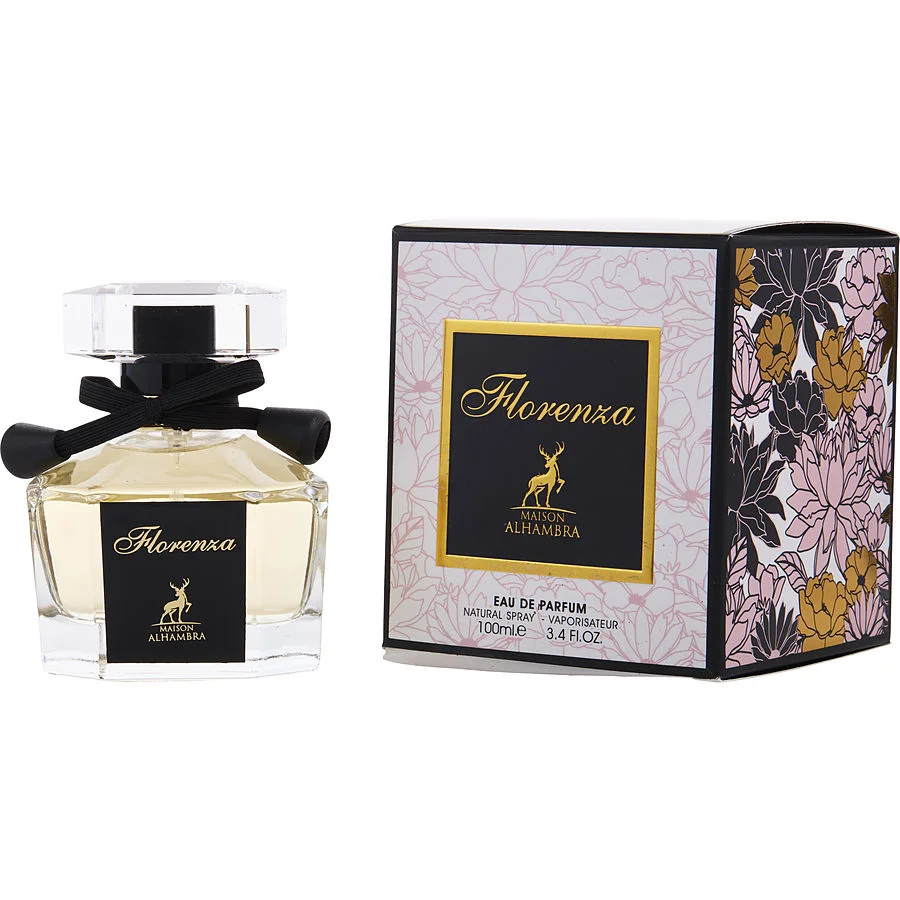 Florenza
MAISON
ALHAMBRA
Florenza
MAISON
ALHAMBRA
EAU DE PARFUM
NATURAL SPRAY - VAPORISATEUR
100ml.e 3.4 FL.OZ.